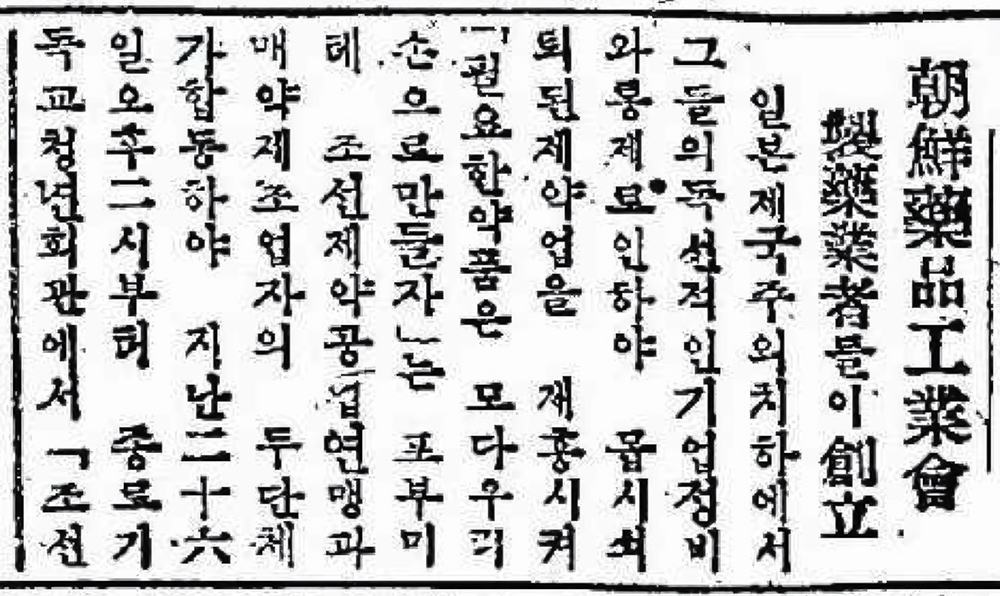 朝鮮藥品工業會
製藥業者들이創立
일본제국주의치하에서
그들의독선적인기업정비
와통제로인하야 몹시쇠
퇴된제약업을 재흥시켜
「필요한약품은 모다우리
손으로만들자」는 포부미
테 조선제약공업연맹과
매약제조업자의 두단체
가합동하야 지난二十六
일오후二시부터 종로기
독교청년회관에서 「조선